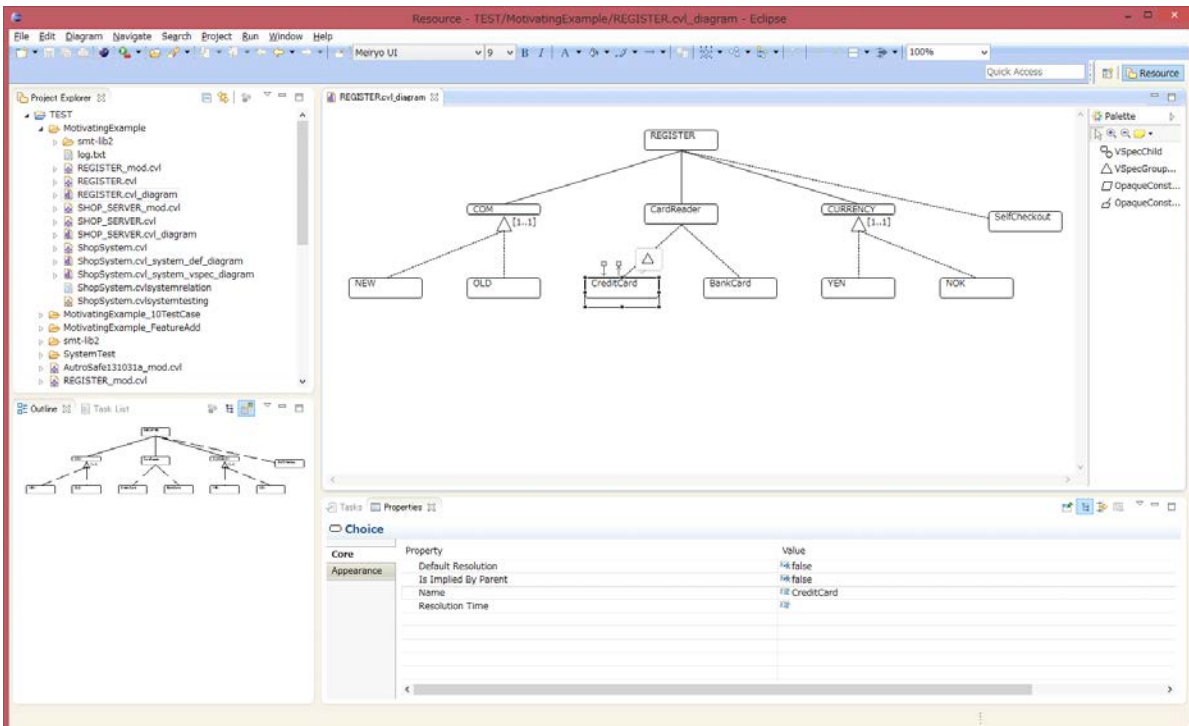 Resource - TEST/MotivatingExample/REGISTER.cvl_diagram - Eclipse
File Edit Diagram Navigate Search Project Run Window Help
Meiryo UI 9 B I A 100%
Quick Access Resource
Project Explorer
TEST
MotivatingExample
smt-lib2
log.txt
REGISTER_mod.cvl
REGISTER.cvl
REGISTER.cvl_diagram
SHOP_SERVER_mod.cvl
SHOP_SERVER.cvl
SHOP_SERVER.cvl_diagram
ShopSystem.cvl
ShopSystem.cvl_system_def_diagram
ShopSystem.cvl_system_vspec_diagram
ShopSystem.cvlsystemrelation
ShopSystem.cvlsystemtesting
MotivatingExample_10TestCase
MotivatingExample_FeatureAdd
smt-lib2
SystemTest
AutroSafe131031a_mod.cvl
REGISTER_mod.cvl
REGISTER.cvl_diagram
REGISTER
COM CardReader CURRENCY SelfCheckout
[1..1] [1..1]
NEW OLD CreditCard BankCard YEN NOK
Palette
VSpecChild
VSpecGroup...
OpaqueConst...
OpaqueConst...
Outline Task List
Tasks Properties
Choice
Core
Appearance
Property Value
Default Resolution false
Is Implied By Parent false
Name CreditCard
Resolution Time